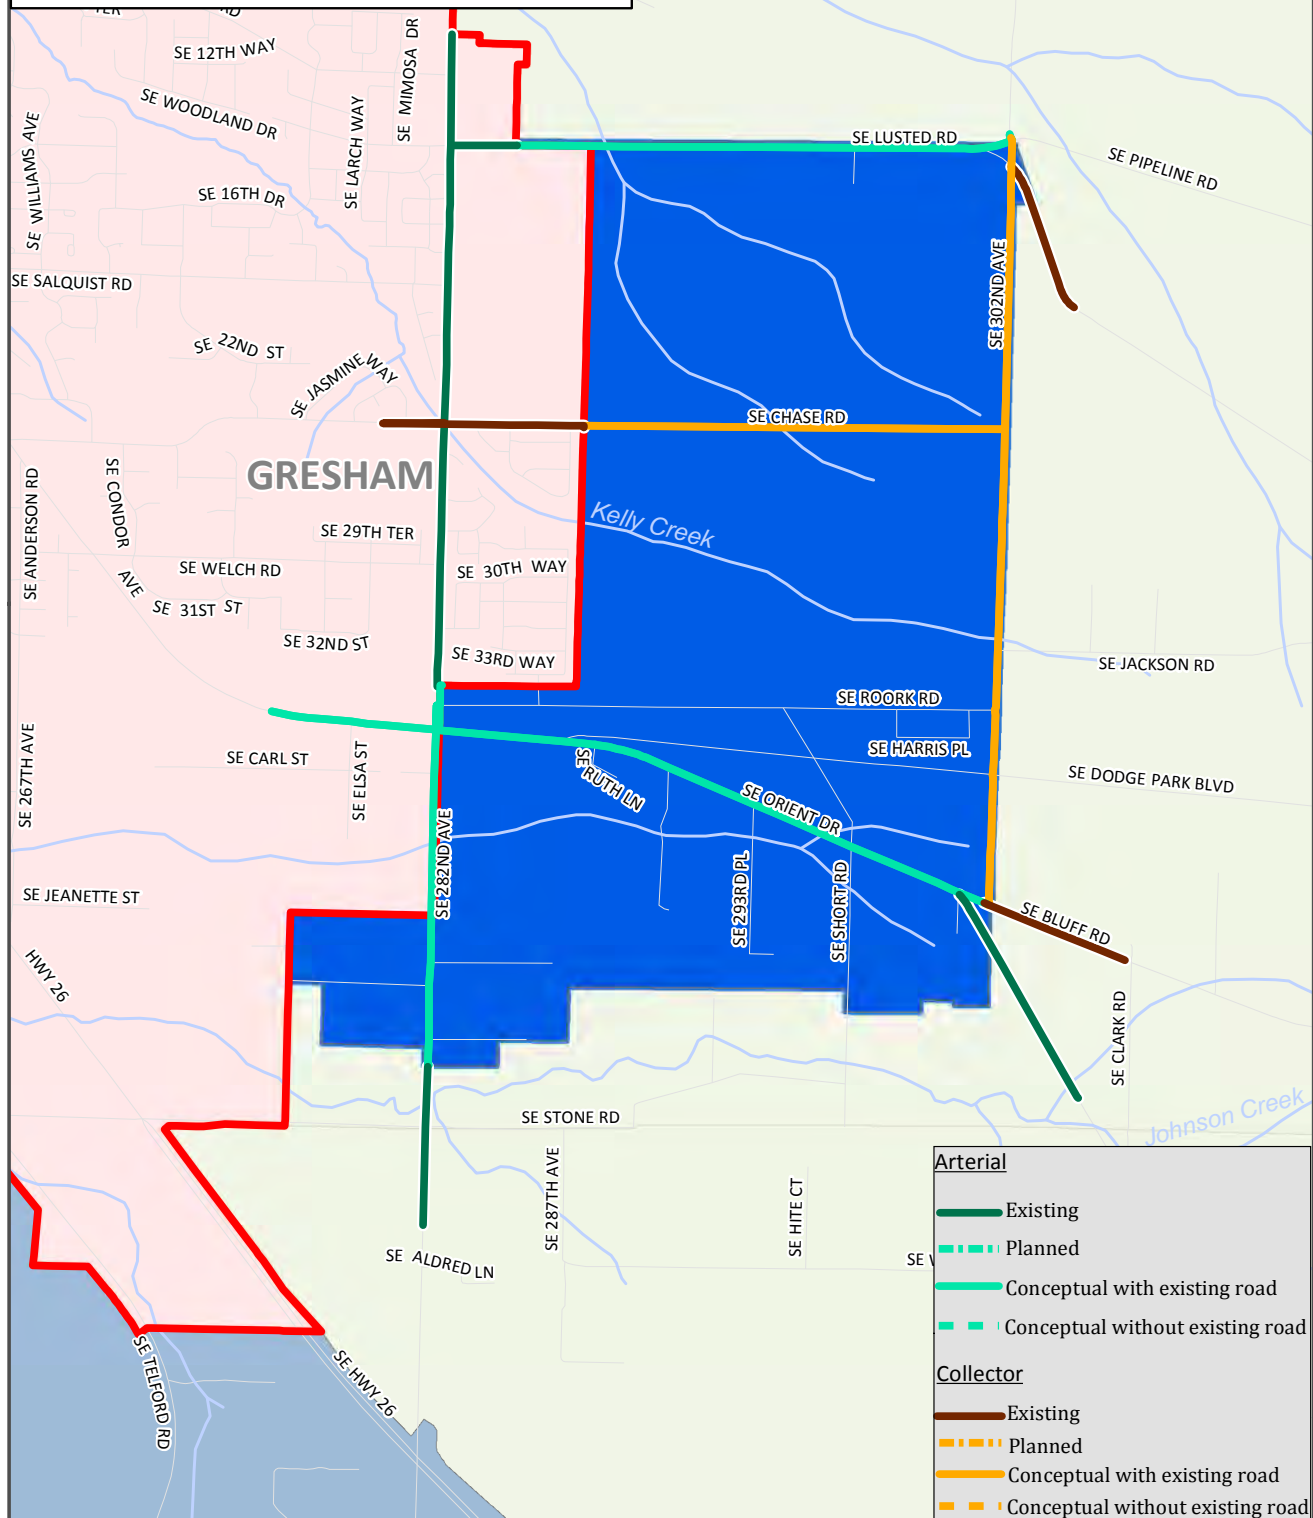 SE 12TH WAY
SE MIMOSA DR
SE WOODLAND DR
SE LARCH WAY
SE WILLIAMS AVE
SE LUSTED RD
SE PIPELINE RD
SE 16TH DR
SE SALQUIST RD
SE 302ND AVE
SE 22ND ST
SE JASMINE WAY
SE CHASE RD
GRESHAM
SE ANDERSON RD
SE CONDOR AVE
Kelly Creek
SE 29TH TER
SE WELCH RD
SE 30TH WAY
SE 31ST ST
SE 32ND ST
SE 33RD WAY
SE JACKSON RD
SE ROORK RD
SE HARRIS PL
SE 267TH AVE
SE CARL ST
SE ELSA ST
SE RUTH LN
SE ORIENT DR
SE DODGE PARK BLVD
SE 282ND AVE
SE JEANETTE ST
SE 293RD PL
SE SHORT RD
SE BLUFF RD
HWY 26
SE CLARK RD
SE STONE RD
Johnson Creek
SE 287TH AVE
SE HITE CT
SE ALDRED LN
SE TELFORD RD
SE HWY 26
Arterial
Existing
Planned
Conceptual with existing road
Conceptual without existing road
Collector
Existing
Planned
Conceptual with existing road
Conceptual without existing road